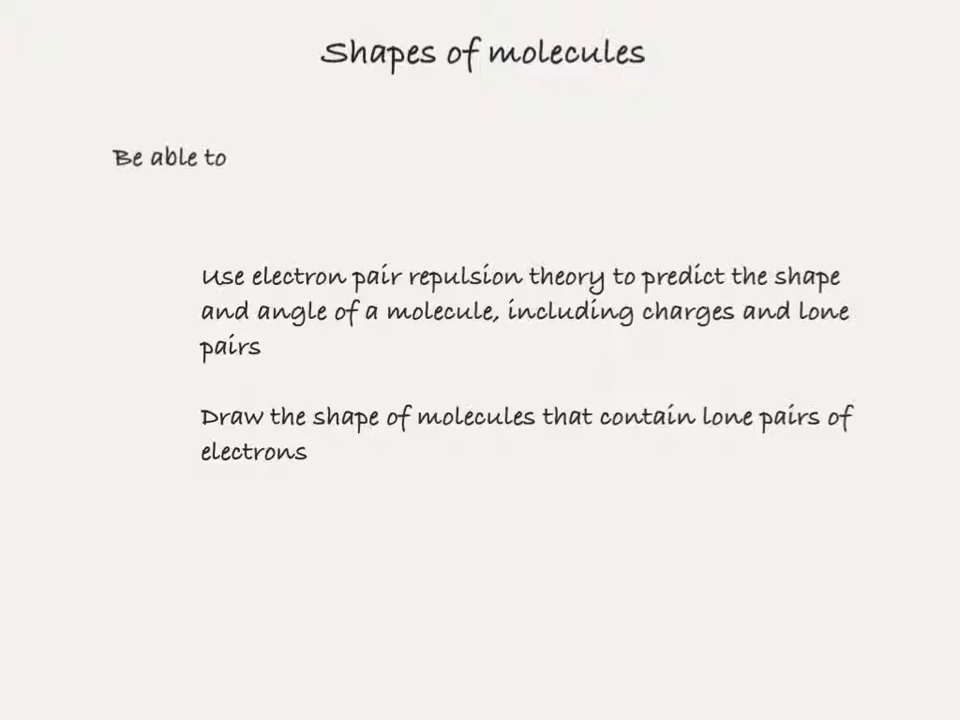 Shapes of molecules
Be able to
Use electron pair repulsion theory to predict the shape
and angle of a molecule, including charges and lone
pairs
Draw the shape of molecules that contain lone pairs of
electrons